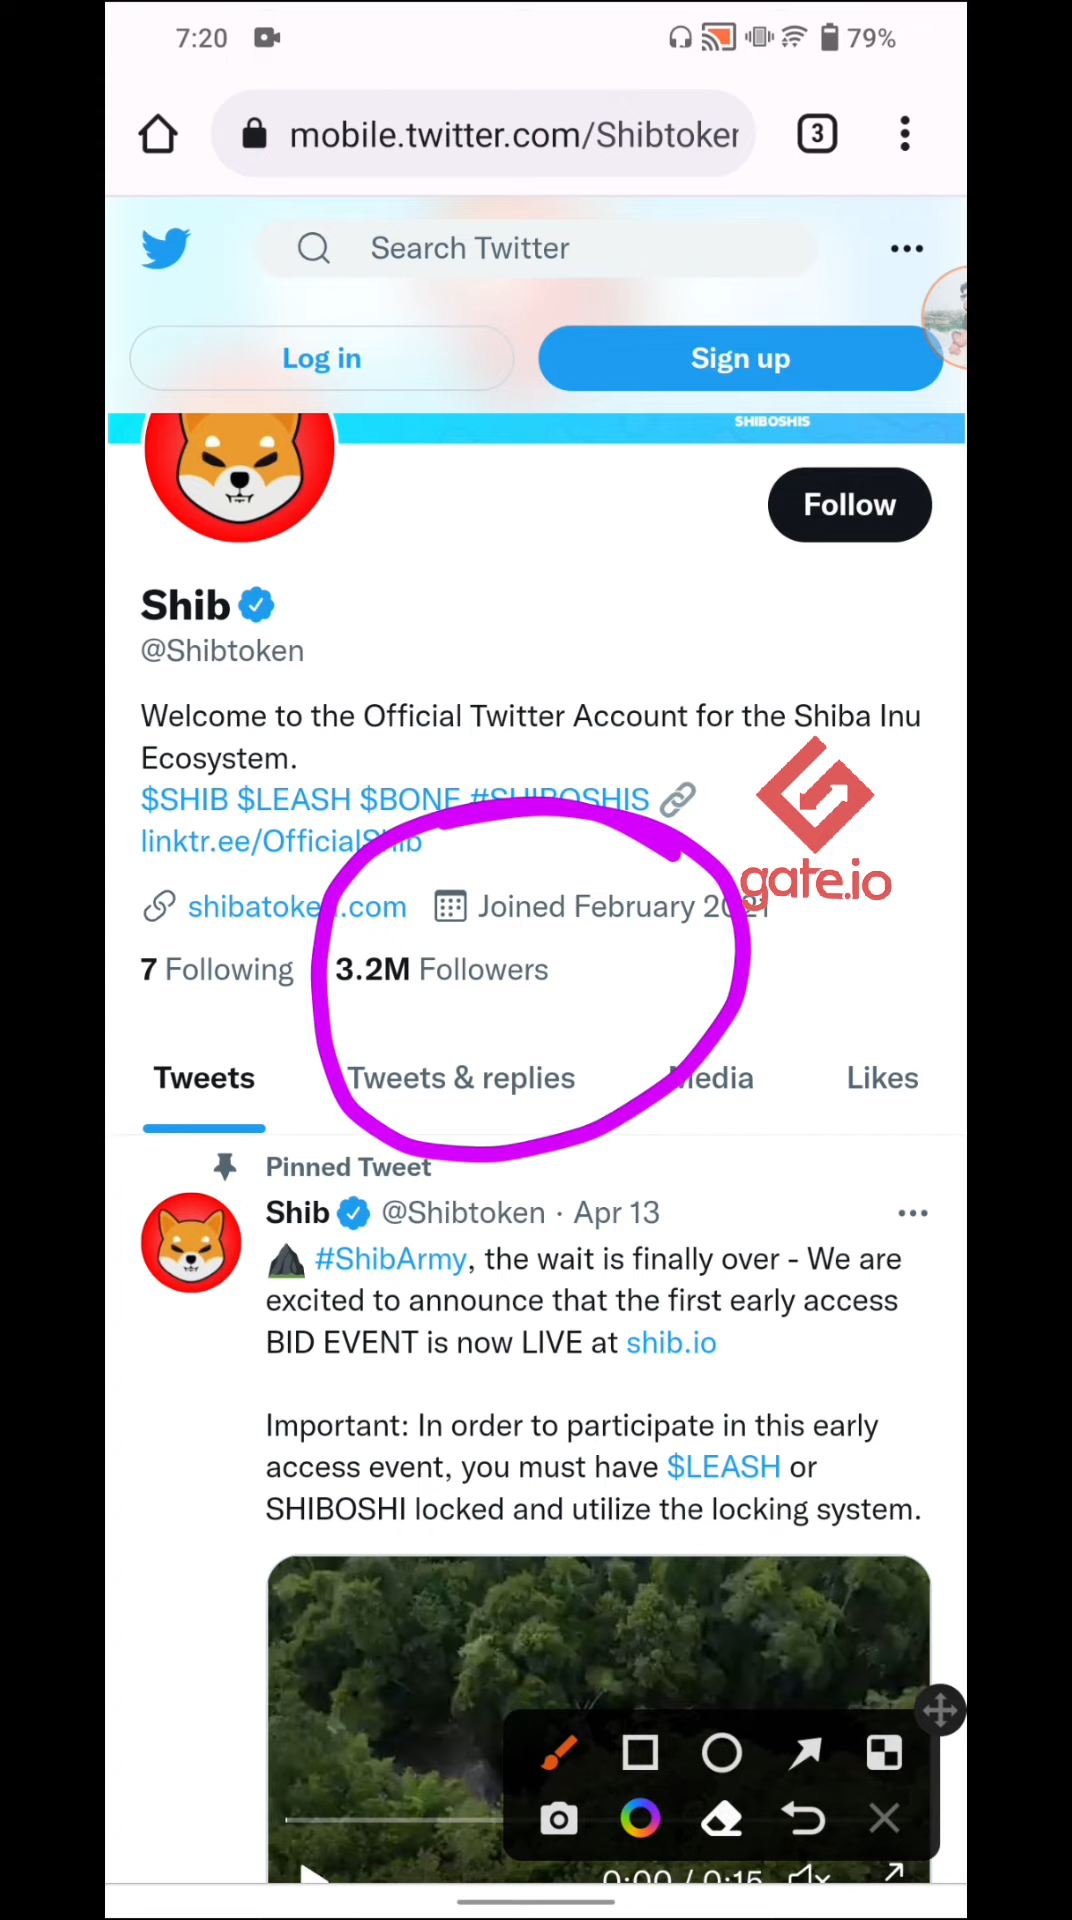 7:20
79%
mobile.twitter.com/Shibtoker
3
Search Twitter
Log in
Sign up
SHIBOSHIS
Follow
Shib
@Shibtoken
Welcome to the Official Twitter Account for the Shiba Inu
Ecosystem.
$SHIB $LEASH $BONE #SHIBOSHIS
linktr.ee/OfficialShib
gate.io
shibatoken.com Joined February 2021
7 Following 3.2M Followers
Tweets Tweets & replies Media Likes
Pinned Tweet
Shib @Shibtoken · Apr 13
#ShibArmy, the wait is finally over - We are
excited to announce that the first early access
BID EVENT is now LIVE at shib.io
Important: In order to participate in this early
access event, you must have $LEASH or
SHIBOSHI locked and utilize the locking system.
0:00 / 0:15